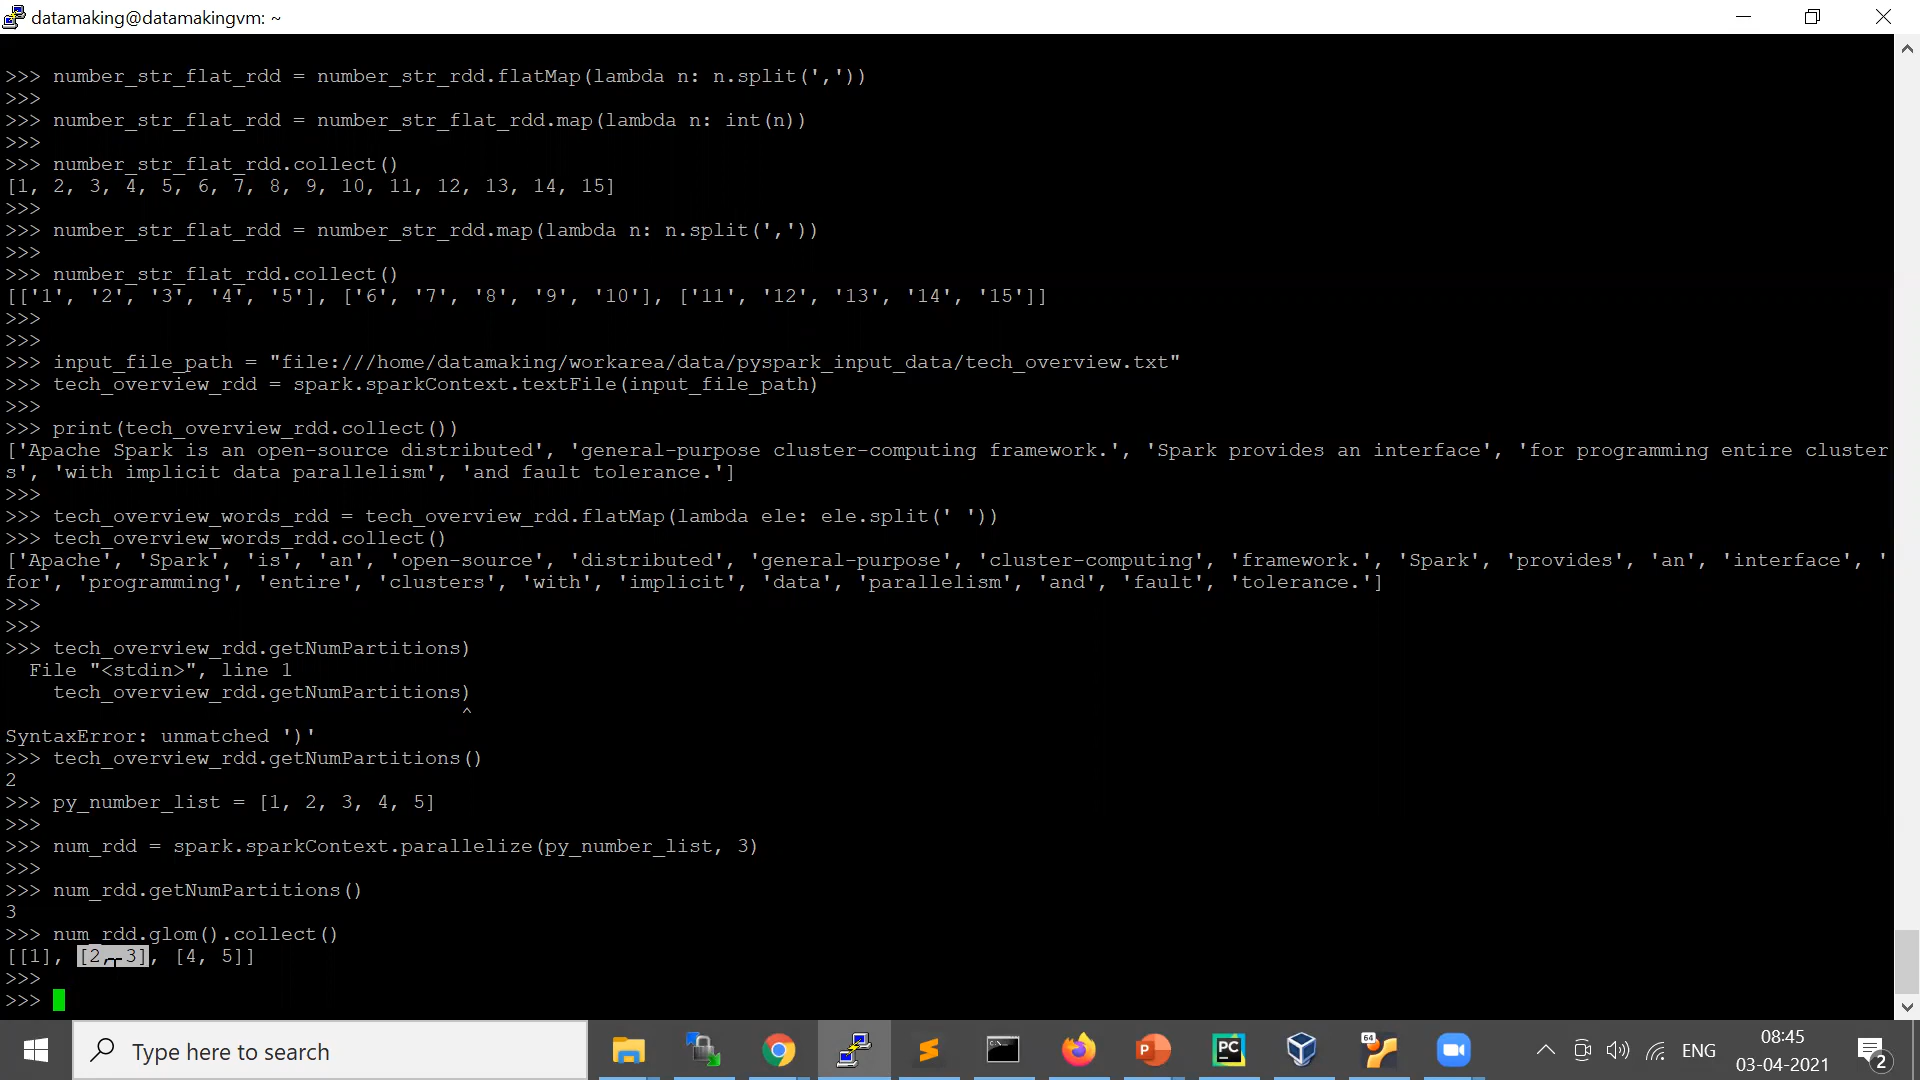 datamaking@datamakingvm: ~
>>> number_str_flat_rdd = number_str_rdd.flatMap(lambda n: n.split(','))
>>>
>>> number_str_flat_rdd = number_str_flat_rdd.map(lambda n: int(n))
>>>
>>> number_str_flat_rdd.collect()
[1, 2, 3, 4, 5, 6, 7, 8, 9, 10, 11, 12, 13, 14, 15]
>>>
>>> number_str_flat_rdd = number_str_rdd.map(lambda n: n.split(','))
>>>
>>> number_str_flat_rdd.collect()
[['1', '2', '3', '4', '5'], ['6', '7', '8', '9', '10'], ['11', '12', '13', '14', '15']]
>>>
>>>
>>> input_file_path = "file:///home/datamaking/workarea/data/pyspark_input_data/tech_overview.txt"
>>> tech_overview_rdd = spark.sparkContext.textFile(input_file_path)
>>>
>>> print(tech_overview_rdd.collect())
['Apache Spark is an open-source distributed', 'general-purpose cluster-computing framework.', 'Spark provides an interface', 'for programming entire cluster
s', 'with implicit data parallelism', 'and fault tolerance.']
>>>
>>> tech_overview_words_rdd = tech_overview_rdd.flatMap(lambda ele: ele.split(' '))
>>> tech_overview_words_rdd.collect()
['Apache', 'Spark', 'is', 'an', 'open-source', 'distributed', 'general-purpose', 'cluster-computing', 'framework.', 'Spark', 'provides', 'an', 'interface', '
for', 'programming', 'entire', 'clusters', 'with', 'implicit', 'data', 'parallelism', 'and', 'fault', 'tolerance.']
>>>
>>>
>>> tech_overview_rdd.getNumPartitions)
  File "<stdin>", line 1
    tech_overview_rdd.getNumPartitions)
                                      ^
SyntaxError: unmatched ')'
>>> tech_overview_rdd.getNumPartitions()
2
>>> py_number_list = [1, 2, 3, 4, 5]
>>>
>>> num_rdd = spark.sparkContext.parallelize(py_number_list, 3)
>>>
>>> num_rdd.getNumPartitions()
3
>>> num_rdd.glom().collect()
[[1], [2, 3], [4, 5]]
>>>
>>>
Type here to search
PC
64
ENG
08:45
03-04-2021
2